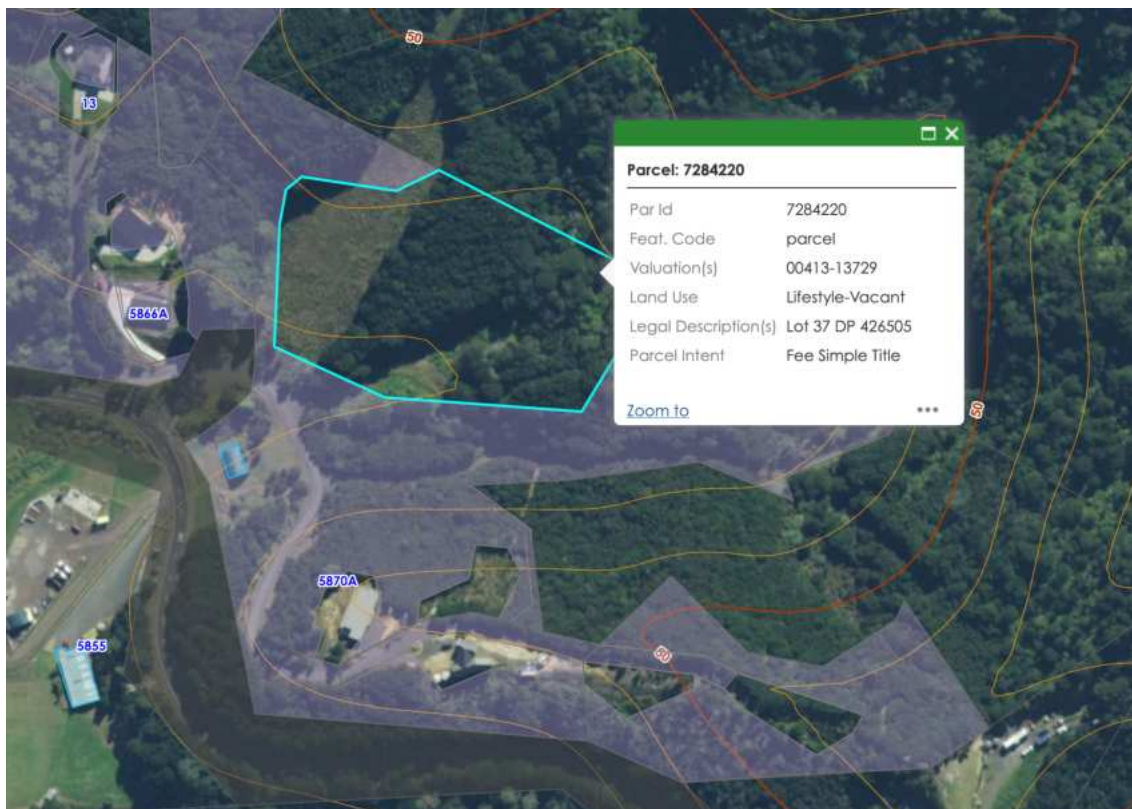 50
13
Parcel: 7284220
Par Id 7284220
Feat. Code parcel
Valuation(s) 00413-13729
Land Use Lifestyle-Vacant
Legal Description(s) Lot 37 DP 426505
Parcel Intent Fee Simple Title
Zoom to
5866A
50
5870A
5855
50